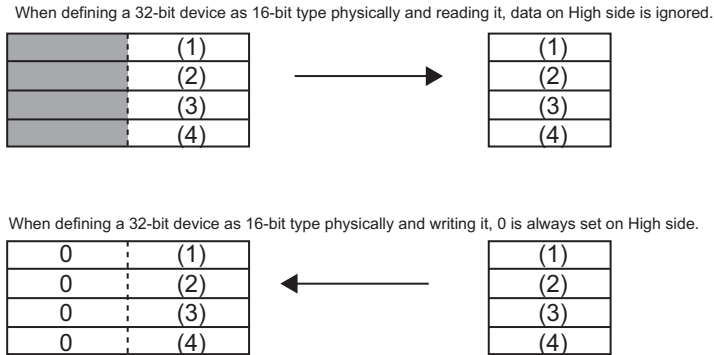 When defining a 32-bit device as 16-bit type physically and reading it, data on High side is ignored.
(1) (1)
(2) (2)
(3) (3)
(4) (4)
When defining a 32-bit device as 16-bit type physically and writing it, 0 is always set on High side.
0 (1) (1)
0 (2) (2)
0 (3) (3)
0 (4) (4)